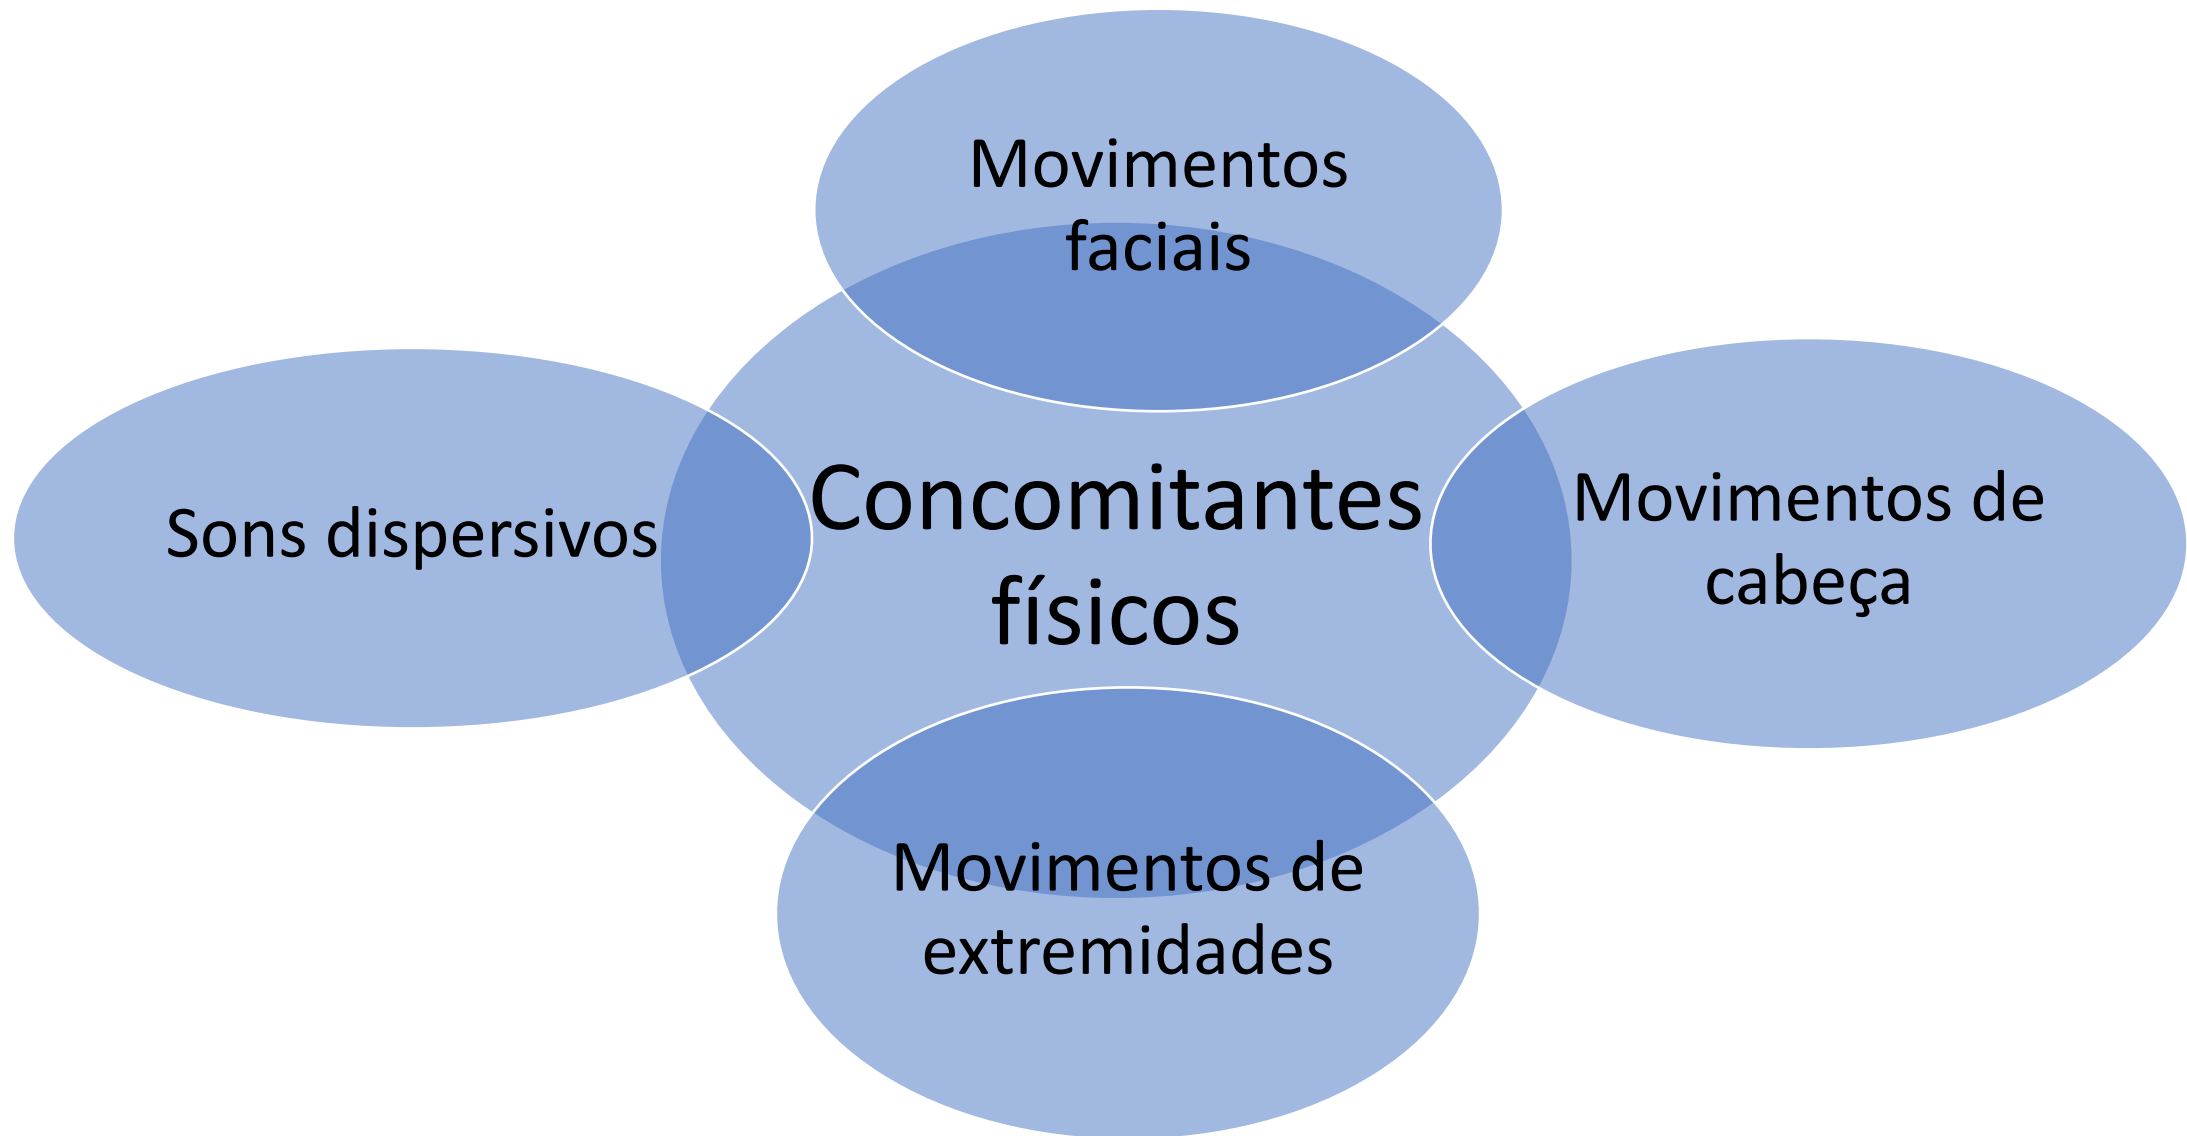 Movimentos
faciais
Sons dispersivos
Concomitantes
físicos
Movimentos de
cabeça
Movimentos de
extremidades